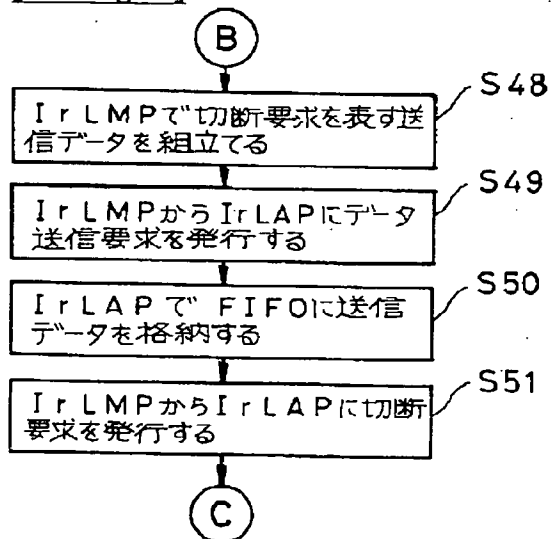 B
S48
IrLMPで切断要求を表す送
信データを組立てる
S49
IrLMPからIrLAPにデータ
送信要求を発行する
S50
IrLAPで FIFOに送信
データを格納する
S51
IrLMPからIrLAPに切断
要求を発行する
C